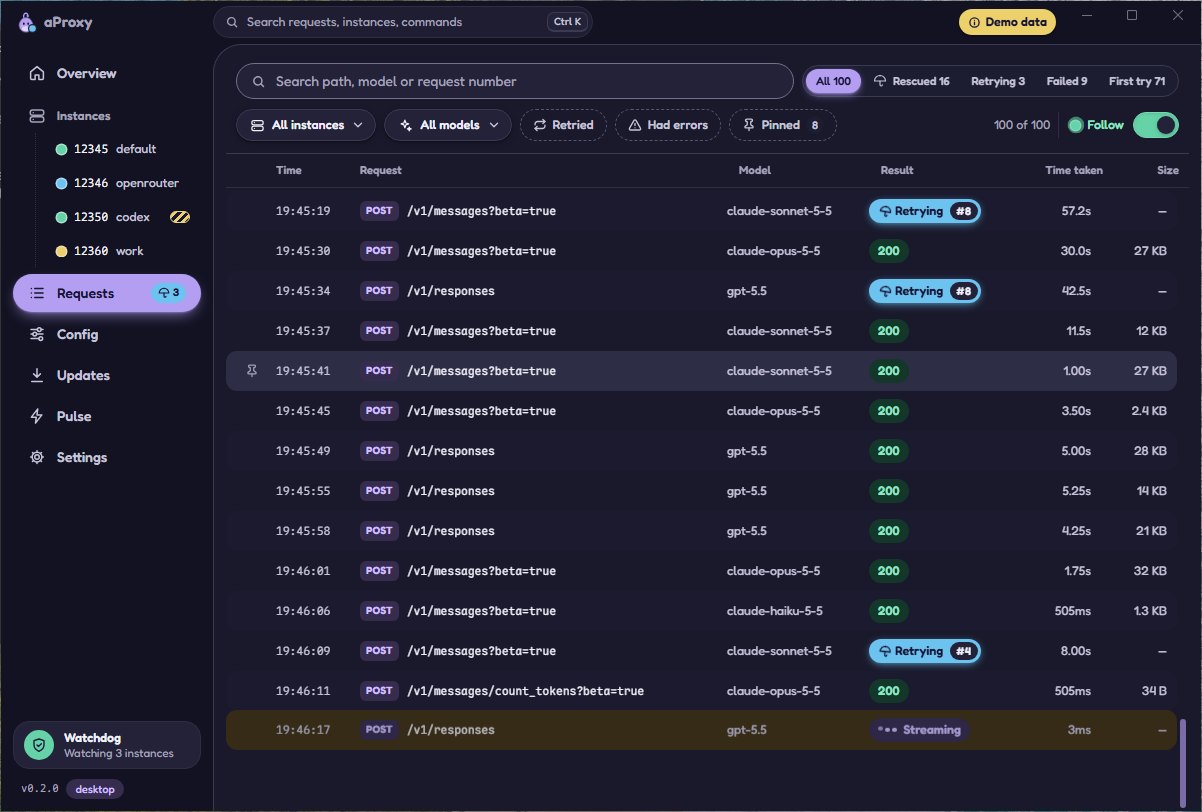 aProxy
Search requests, instances, commands Ctrl K
Demo data
Overview
Instances
12345 default
12346 openrouter
12350 codex
12360 work
Requests 3
Config
Updates
Pulse
Settings
Watchdog
Watching 3 instances
v0.2.0 desktop
Search path, model or request number
All 100 Rescued 16 Retrying 3 Failed 9 First try 71
All instances All models Retried Had errors Pinned 8 100 of 100 Follow
Time Request Model Result Time taken Size
19:45:19 POST /v1/messages?beta=true claude-sonnet-5-5 Retrying #8 57.2s –
19:45:30 POST /v1/messages?beta=true claude-opus-5-5 200 30.0s 27 KB
19:45:34 POST /v1/responses gpt-5.5 Retrying #8 42.5s –
19:45:37 POST /v1/messages?beta=true claude-sonnet-5-5 200 11.5s 12 KB
19:45:41 POST /v1/messages?beta=true claude-sonnet-5-5 200 1.00s 27 KB
19:45:45 POST /v1/messages?beta=true claude-opus-5-5 200 3.50s 2.4 KB
19:45:49 POST /v1/responses gpt-5.5 200 5.00s 28 KB
19:45:55 POST /v1/responses gpt-5.5 200 5.25s 14 KB
19:45:58 POST /v1/responses gpt-5.5 200 4.25s 21 KB
19:46:01 POST /v1/messages?beta=true claude-opus-5-5 200 1.75s 32 KB
19:46:06 POST /v1/messages?beta=true claude-haiku-5-5 200 505ms 1.3 KB
19:46:09 POST /v1/messages?beta=true claude-sonnet-5-5 Retrying #4 8.00s –
19:46:11 POST /v1/messages/count_tokens?beta=true claude-opus-5-5 200 505ms 34 B
19:46:17 POST /v1/responses gpt-5.5 Streaming 3ms –